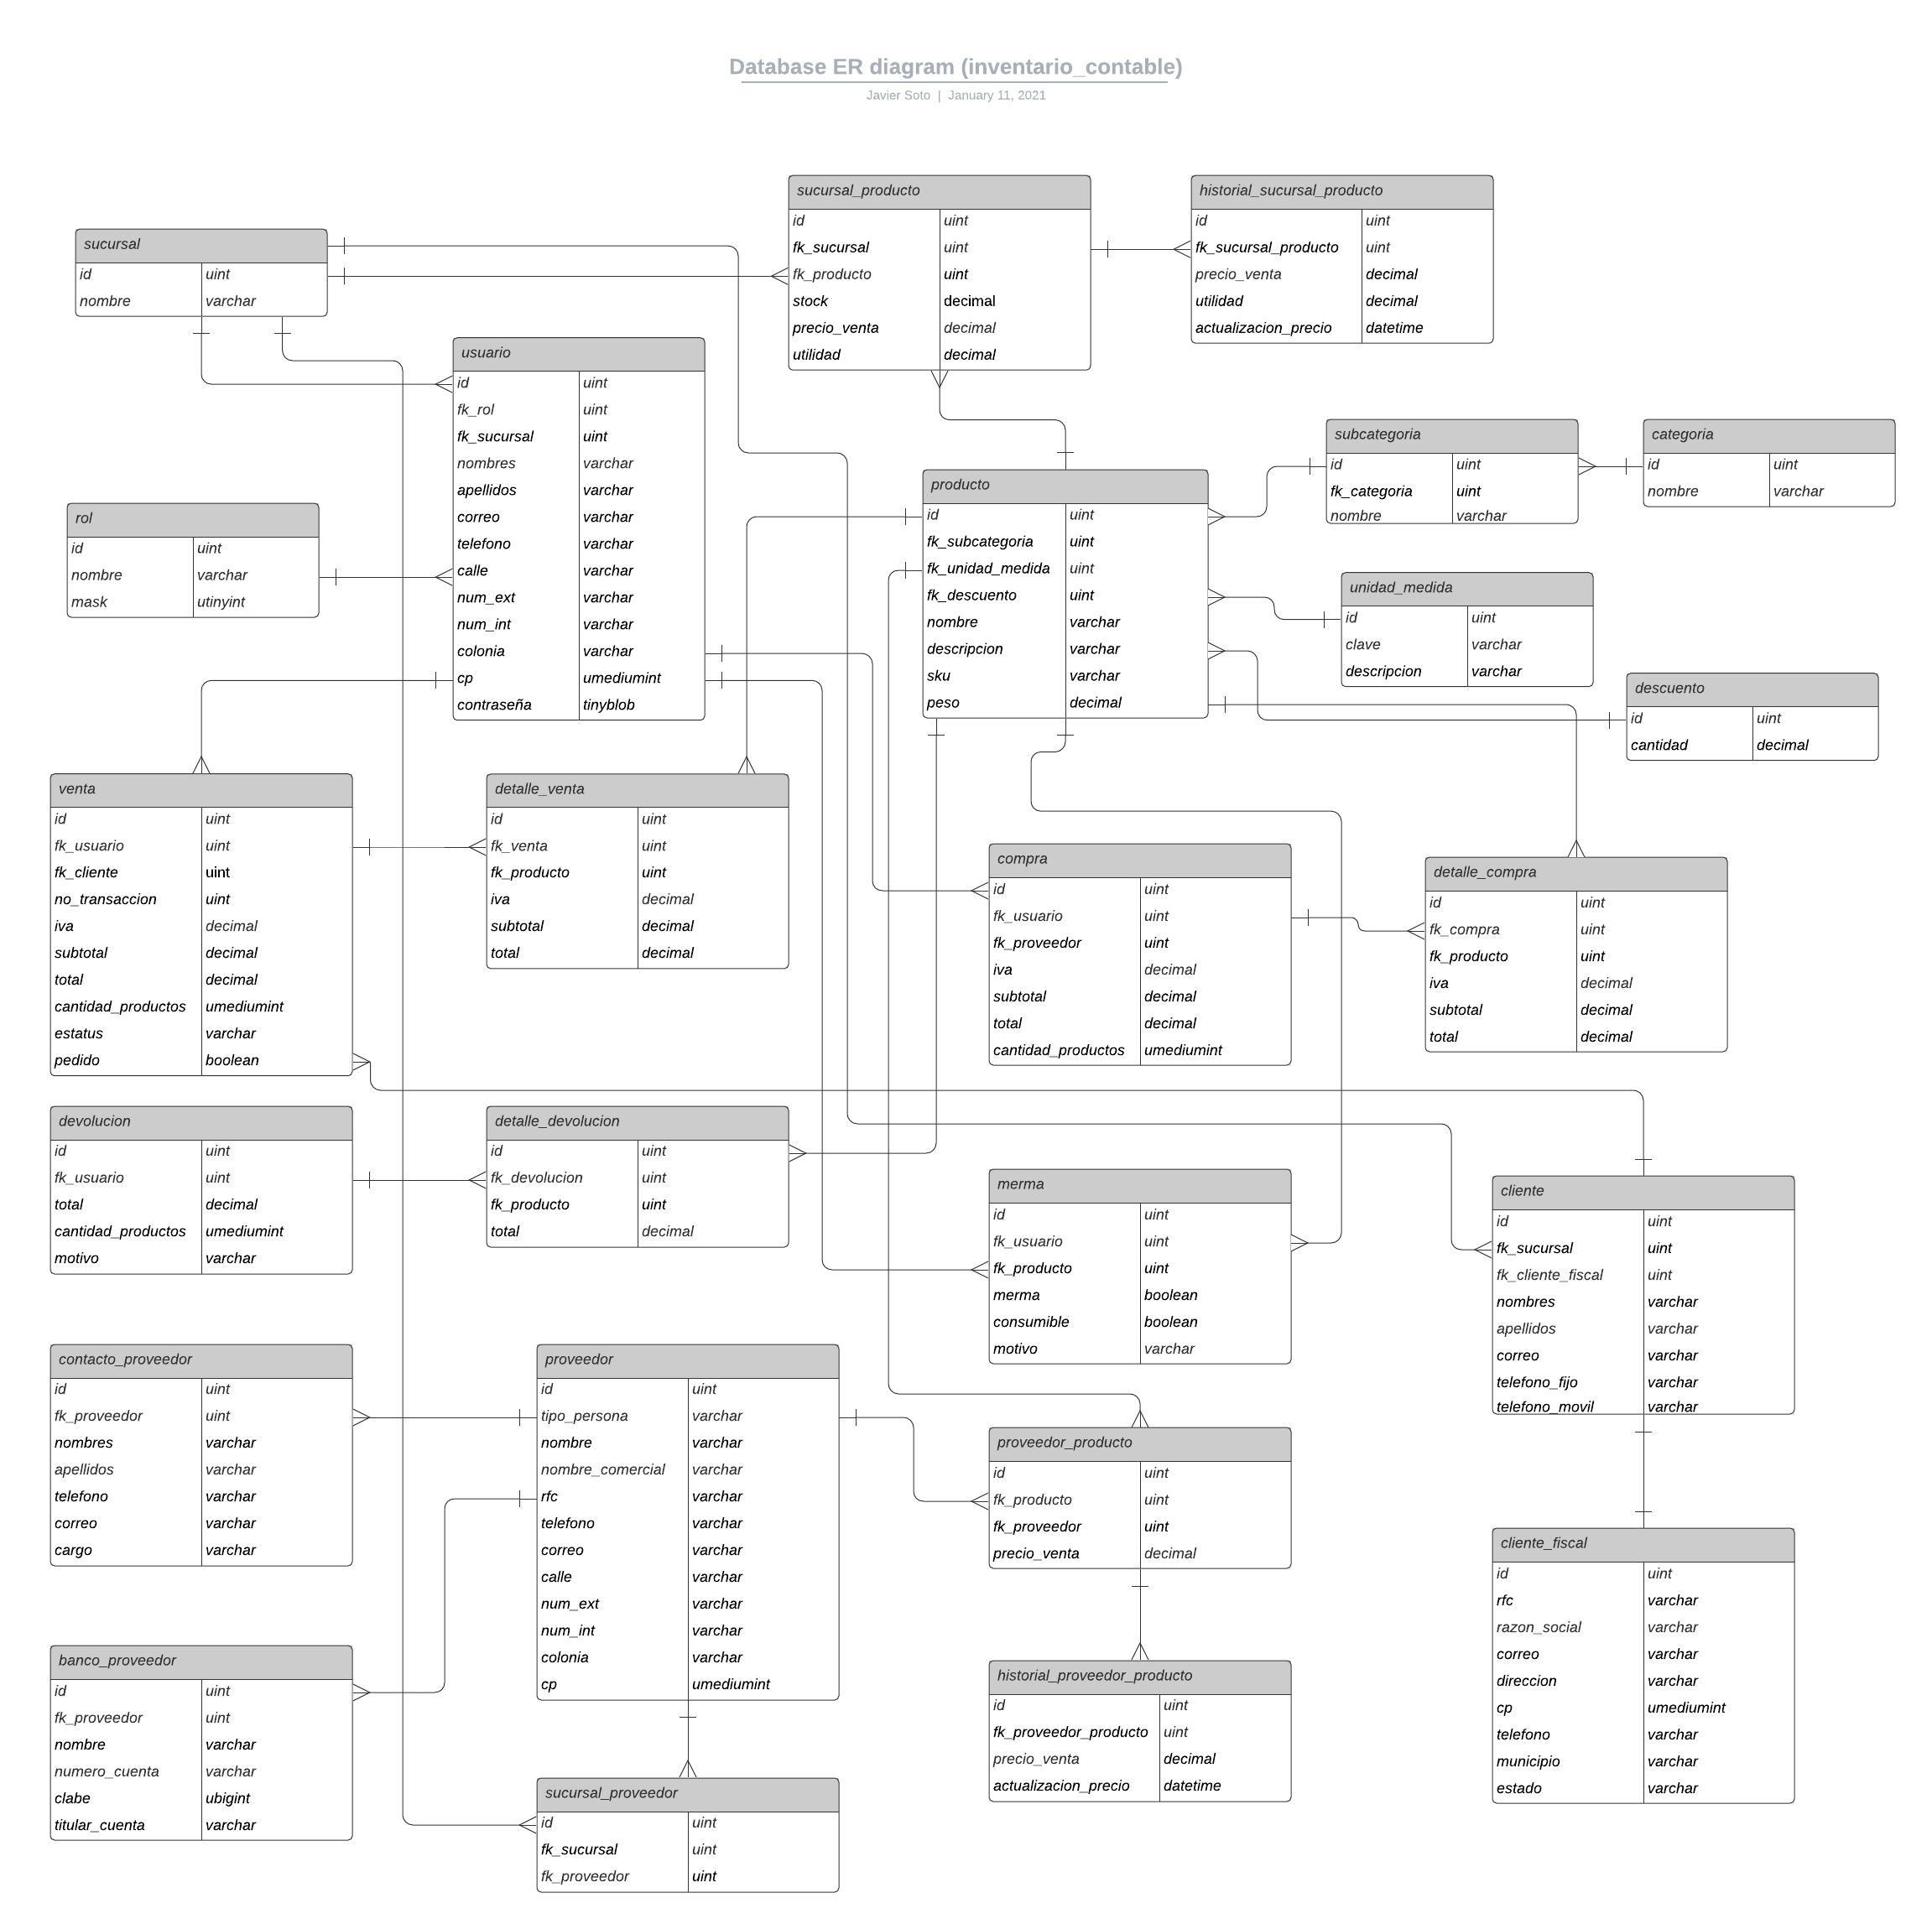 Database ER diagram (inventario_contable)
Javier Soto | January 11, 2021
sucursal_producto
id uint
fk_sucursal uint
fk_producto uint
stock decimal
precio_venta decimal
utilidad decimal
historial_sucursal_producto
id uint
fk_sucursal_producto uint
precio_venta decimal
utilidad decimal
actualizacion_precio datetime
sucursal
id uint
nombre varchar
usuario
id uint
fk_rol uint
fk_sucursal uint
nombres varchar
apellidos varchar
correo varchar
telefono varchar
calle varchar
num_ext varchar
num_int varchar
colonia varchar
cp umediumint
contraseña tinyblob
subcategoria
id uint
fk_categoria uint
nombre varchar
categoria
id uint
nombre varchar
producto
id uint
fk_subcategoria uint
fk_unidad_medida uint
fk_descuento uint
nombre varchar
descripcion varchar
sku varchar
peso decimal
rol
id uint
nombre varchar
mask utinyint
unidad_medida
id uint
clave varchar
descripcion varchar
descuento
id uint
cantidad decimal
venta
id uint
fk_usuario uint
fk_cliente uint
no_transaccion uint
iva decimal
subtotal decimal
total decimal
cantidad_productos umediumint
estatus varchar
pedido boolean
detalle_venta
id uint
fk_venta uint
fk_producto uint
iva decimal
subtotal decimal
total decimal
compra
id uint
fk_usuario uint
fk_proveedor uint
iva decimal
subtotal decimal
total decimal
cantidad_productos umediumint
detalle_compra
id uint
fk_compra uint
fk_producto uint
iva decimal
subtotal decimal
total decimal
devolucion
id uint
fk_usuario uint
total decimal
cantidad_productos umediumint
motivo varchar
detalle_devolucion
id uint
fk_devolucion uint
fk_producto uint
total decimal
merma
id uint
fk_usuario uint
fk_producto uint
merma boolean
consumible boolean
motivo varchar
cliente
id uint
fk_sucursal uint
fk_cliente_fiscal uint
nombres varchar
apellidos varchar
correo varchar
telefono_fijo varchar
telefono_movil varchar
contacto_proveedor
id uint
fk_proveedor uint
nombres varchar
apellidos varchar
telefono varchar
correo varchar
cargo varchar
proveedor
id uint
tipo_persona varchar
nombre varchar
nombre_comercial varchar
rfc varchar
telefono varchar
correo varchar
calle varchar
num_ext varchar
num_int varchar
colonia varchar
cp umediumint
proveedor_producto
id uint
fk_producto uint
fk_proveedor uint
precio_venta decimal
cliente_fiscal
id uint
rfc varchar
razon_social varchar
correo varchar
direccion varchar
cp umediumint
telefono varchar
municipio varchar
estado varchar
banco_proveedor
id uint
fk_proveedor uint
nombre varchar
numero_cuenta varchar
clabe ubigint
titular_cuenta varchar
historial_proveedor_producto
id uint
fk_proveedor_producto uint
precio_venta decimal
actualizacion_precio datetime
sucursal_proveedor
id uint
fk_sucursal uint
fk_proveedor uint